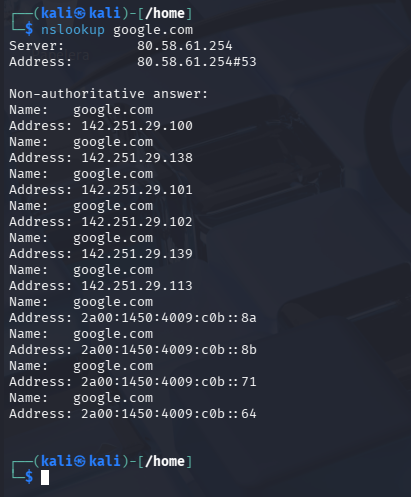 ┌──(kali㉿kali)-[/home]
└─$ nslookup google.com
Server:         80.58.61.254
Address:        80.58.61.254#53

Non-authoritative answer:
Name:   google.com
Address: 142.251.29.100
Name:   google.com
Address: 142.251.29.138
Name:   google.com
Address: 142.251.29.101
Name:   google.com
Address: 142.251.29.102
Name:   google.com
Address: 142.251.29.139
Name:   google.com
Address: 142.251.29.113
Name:   google.com
Address: 2a00:1450:4009:c0b::8a
Name:   google.com
Address: 2a00:1450:4009:c0b::8b
Name:   google.com
Address: 2a00:1450:4009:c0b::71
Name:   google.com
Address: 2a00:1450:4009:c0b::64

┌──(kali㉿kali)-[/home]
└─$